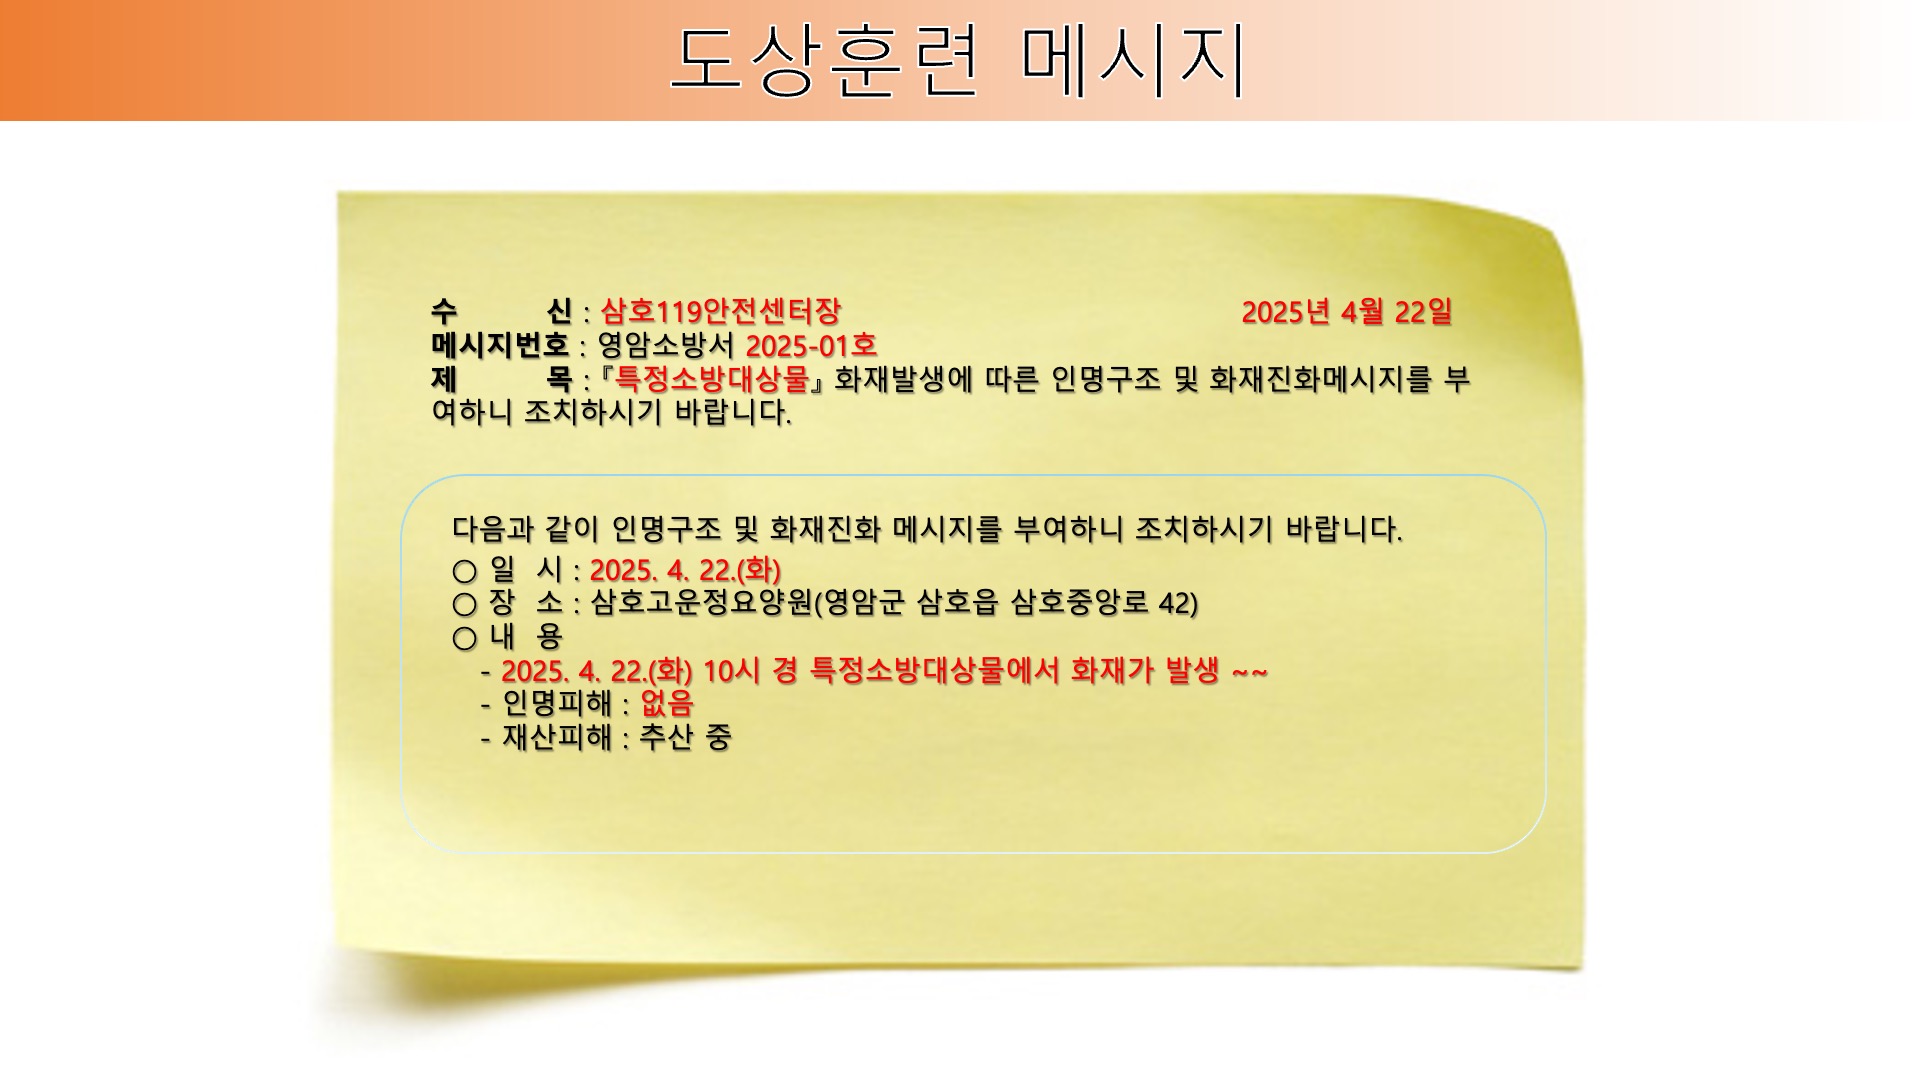 도상훈련 메시지
수 신 : 삼호119안전센터장 2025년 4월 22일
메시지번호 : 영암소방서 2025-01호
제 목 : 『특정소방대상물』 화재발생에 따른 인명구조 및 화재진화메시지를 부
여하니 조치하시기 바랍니다.
다음과 같이 인명구조 및 화재진화 메시지를 부여하니 조치하시기 바랍니다.
○ 일 시 : 2025. 4. 22.(화)
○ 장 소 : 삼호고운정요양원(영암군 삼호읍 삼호중앙로 42)
○ 내 용
- 2025. 4. 22.(화) 10시 경 특정소방대상물에서 화재가 발생 ~~
- 인명피해 : 없음
- 재산피해 : 추산 중